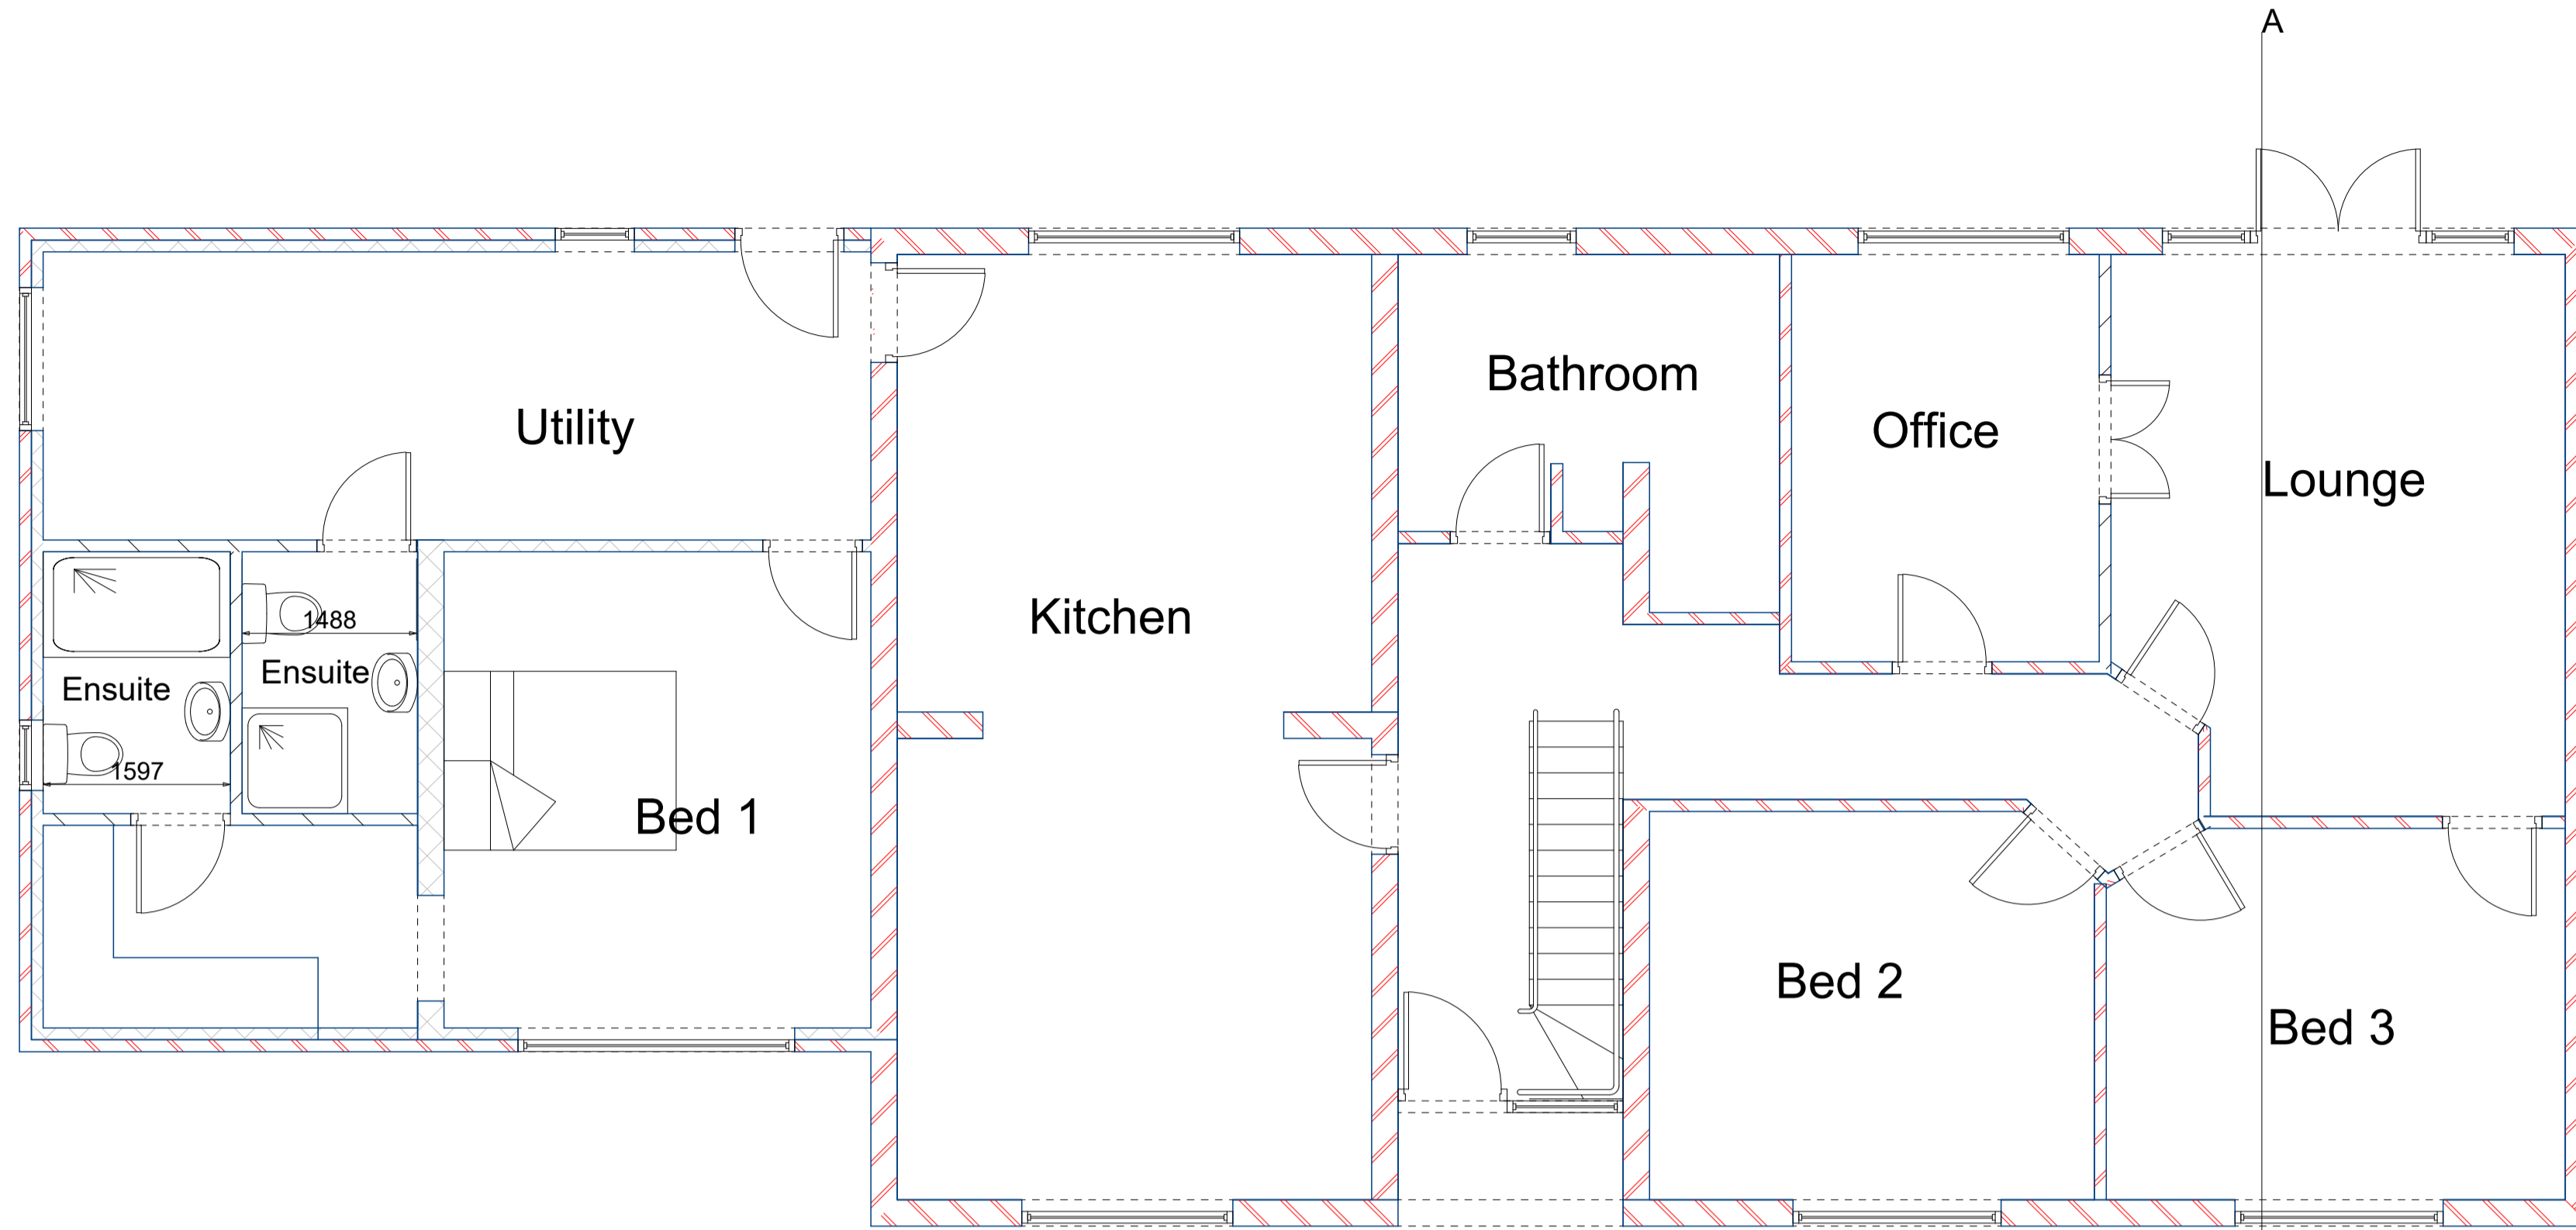 A
Bathroom
Utility
Office
Lounge
Kitchen
1488
Ensuite
Ensuite
1597
Bed 1
Bed 2
Bed 3